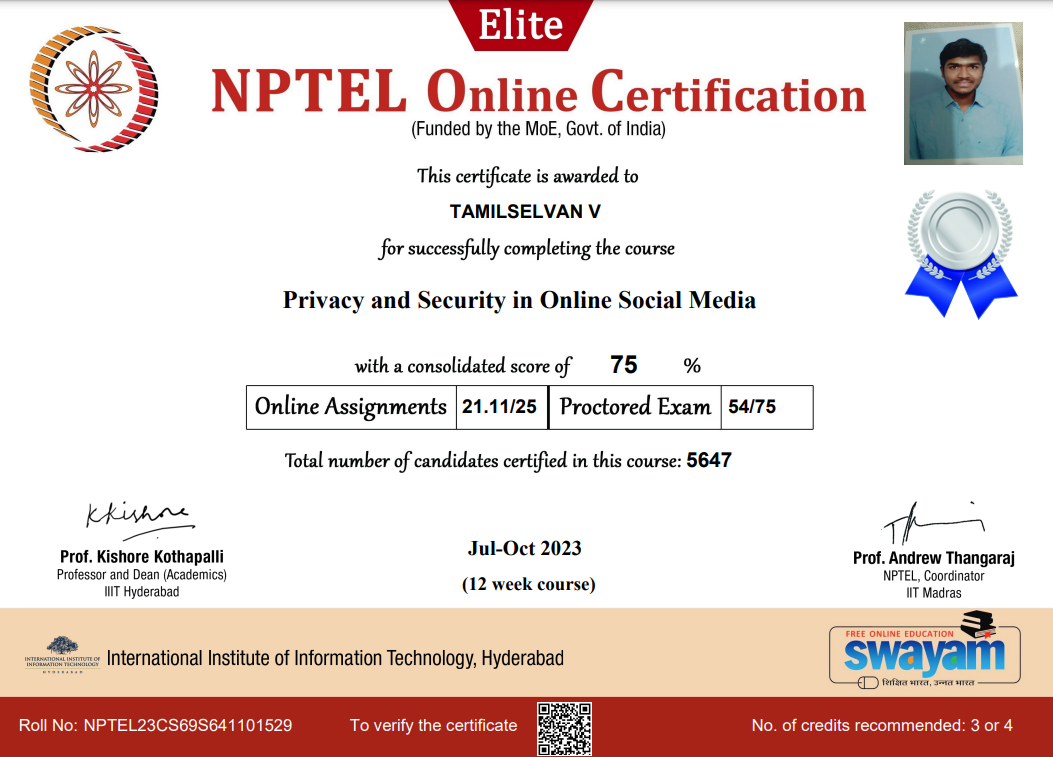 Elite
NPTEL Online Certification
(Funded by the MoE, Govt. of India)
This certificate is awarded to
TAMILSELVAN V
for successfully completing the course
Privacy and Security in Online Social Media
with a consolidated score of 75 %
Online Assignments 21.11/25 Proctored Exam 54/75
Total number of candidates certified in this course: 5647
Kkishore
Prof. Kishore Kothapalli
Professor and Dean (Academics)
IIIT Hyderabad
Jul-Oct 2023
(12 week course)
Prof. Andrew Thangaraj
NPTEL, Coordinator
IIT Madras
INTERNATIONAL INSTITUTE OF
INFORMATION TECHNOLOGY
HYDERABAD
International Institute of Information Technology, Hyderabad
FREE ONLINE EDUCATION
swayam
शिक्षित भारत, उन्नत भारत
Roll No: NPTEL23CS69S641101529
To verify the certificate
No. of credits recommended: 3 or 4